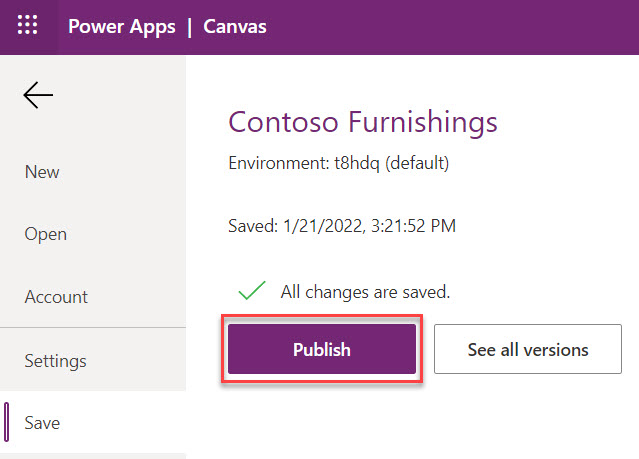 Power Apps | Canvas
Contoso Furnishings
Environment: t8hdq (default)
New
Open
Saved: 1/21/2022, 3:21:52 PM
Account
All changes are saved.
Publish
See all versions
Settings
Save